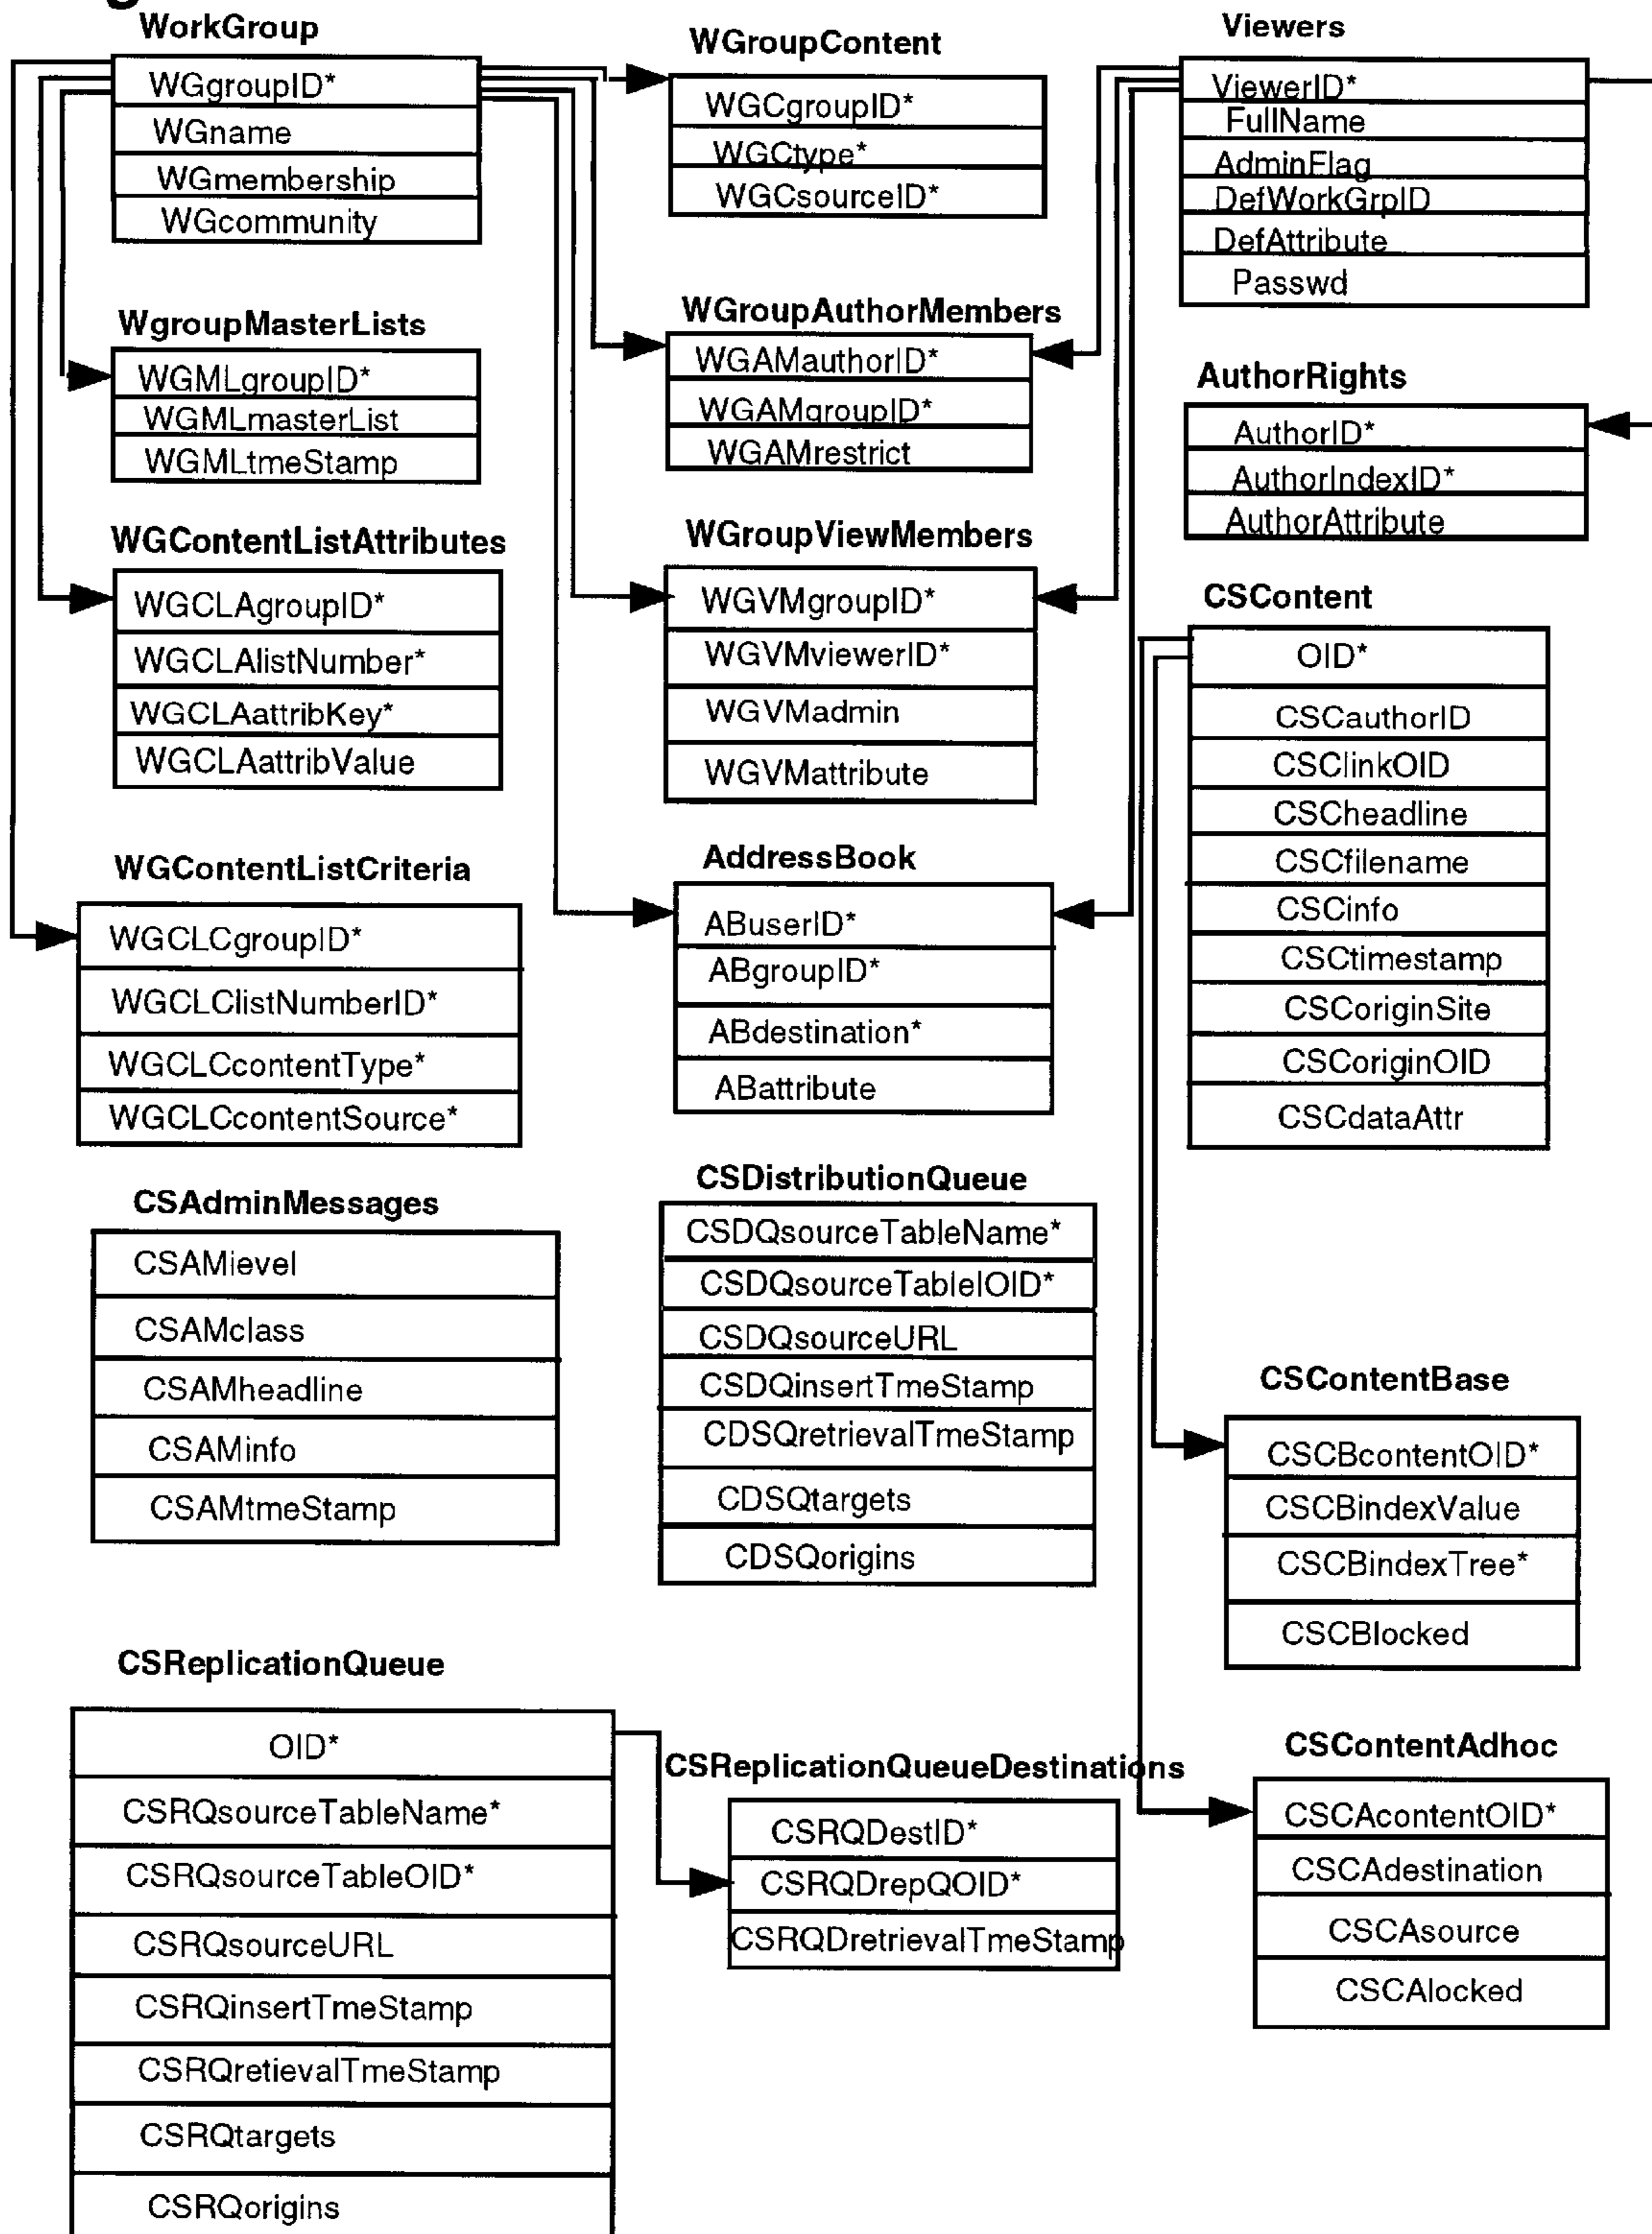 WorkGroup
WGgroupID*
WGname
WGmembership
WGcommunity
WGroupContent
WGCgroupID*
WGCtype*
WGCsourceID*
Viewers
ViewerID*
FullName
AdminFlag
DefWorkGrpID
DefAttribute
Passwd
WgroupMasterLists
WGMLgroupID*
WGMLmasterList
WGMLtmeStamp
WGroupAuthorMembers
WGAMauthorID*
WGAMgroupID*
WGAMrestrict
AuthorRights
AuthorID*
AuthorIndexID*
AuthorAttribute
WGContentListAttributes
WGCLAgroupID*
WGCLAlistNumber*
WGCLAattribKey*
WGCLAattribValue
WGroupViewMembers
WGVMgroupID*
WGVMviewerID*
WGVMadmin
WGVMattribute
CSContent
OID*
CSCauthorID
CSClinkOID
CSCheadline
CSCfilename
CSCinfo
CSCtimestamp
CSCoriginSite
CSCoriginOID
CSCdataAttr
WGContentListCriteria
WGCLCgroupID*
WGCLClistNumberID*
WGCLCcontentType*
WGCLCcontentSource*
AddressBook
ABuserID*
ABgroupID*
ABdestination*
ABattribute
CSAdminMessages
CSAMievel
CSAMclass
CSAMheadline
CSAMinfo
CSAMtmeStamp
CSDistributionQueue
CSDQsourceTableName*
CSDQsourceTableIOID*
CSDQsourceURL
CSDQinsertTmeStamp
CDSQretrievalTmeStamp
CDSQtargets
CDSQorigins
CSContentBase
CSCBcontentOID*
CSCBindexValue
CSCBindexTree*
CSCBlocked
CSReplicationQueue
OID*
CSRQsourceTableName*
CSRQsourceTableOID*
CSRQsourceURL
CSRQinsertTmeStamp
CSRQretievalTmeStamp
CSRQtargets
CSRQorigins
CSReplicationQueueDestinations
CSRQDestID*
CSRQDrepQOID*
CSRQDretrievalTmeStamp
CSContentAdhoc
CSCAcontentOID*
CSCAdestination
CSCAsource
CSCAlocked